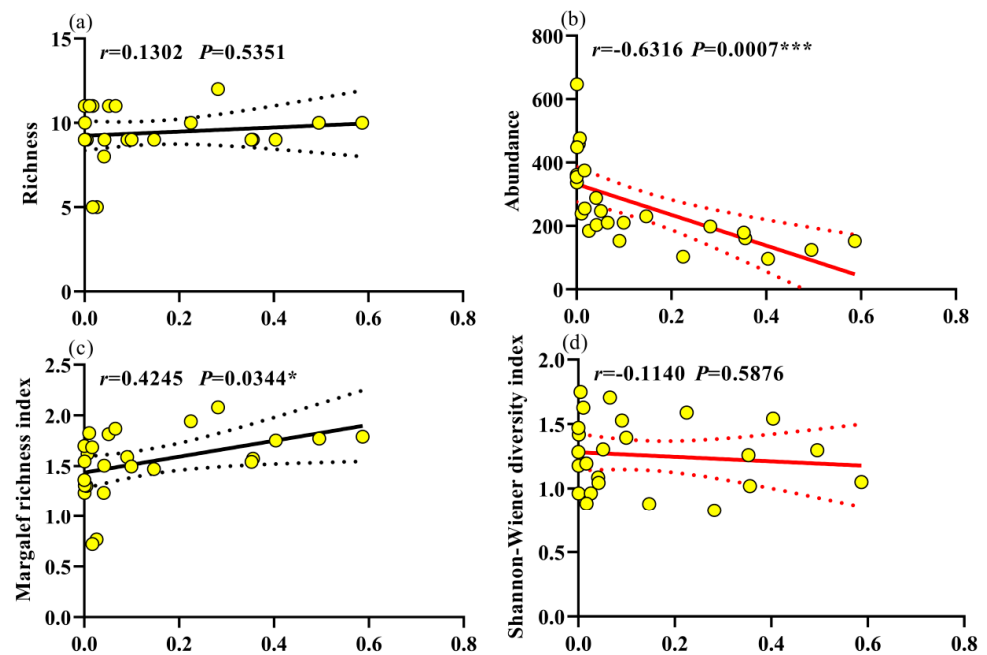 (a)
r=0.1302 P=0.5351
Richness
15
10
5
0
0.0 0.2 0.4 0.6 0.8
(b)
r=-0.6316 P=0.0007***
Abundance
800
600
400
200
0
0.0 0.2 0.4 0.6 0.8
(c)
r=0.4245 P=0.0344*
Margalef richness index
2.5
2.0
1.5
1.0
0.5
0.0
0.0 0.2 0.4 0.6 0.8
(d)
r=-0.1140 P=0.5876
Shannon-Wiener diversity index
2.0
1.5
1.0
0.5
0.0
0.0 0.2 0.4 0.6 0.8